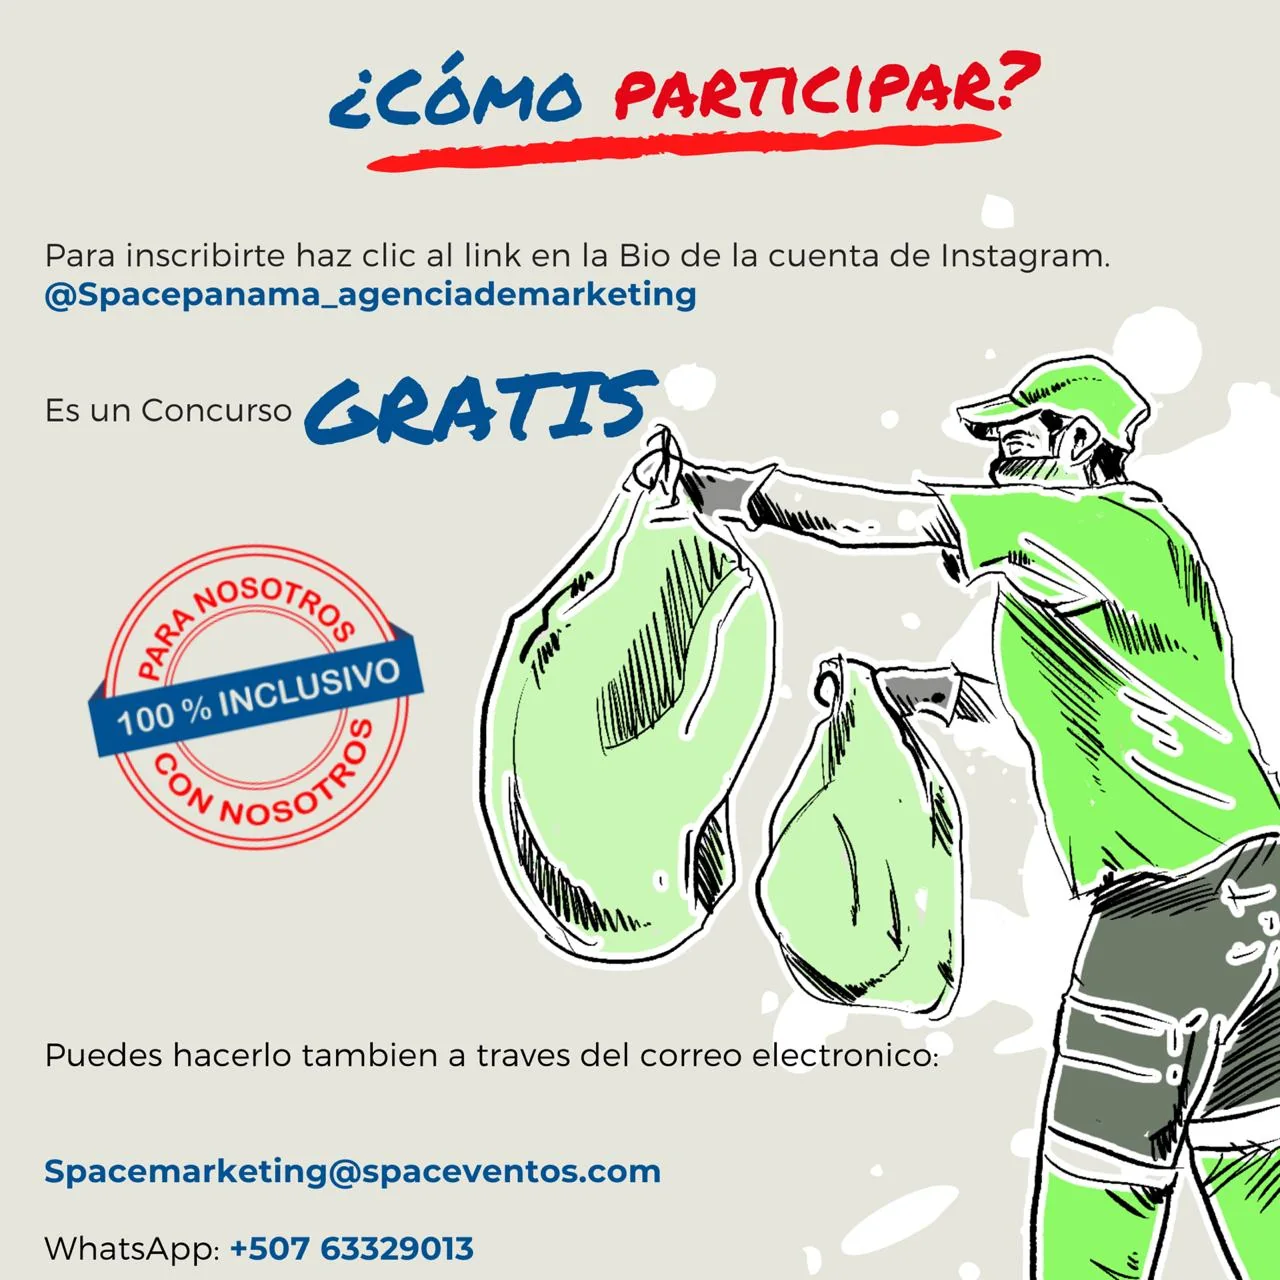 ¿CÓMO PARTICIPAR?
Para inscribirte haz clic al link en la Bio de la cuenta de Instagram.
@Spacepanama_agenciademarketing
Es un Concurso GRATIS
PARA NOSOTROS
100 % INCLUSIVO
CON NOSOTROS
Puedes hacerlo tambien a traves del correo electronico:
Spacemarketing@spaceventos.com
WhatsApp: +507 63329013